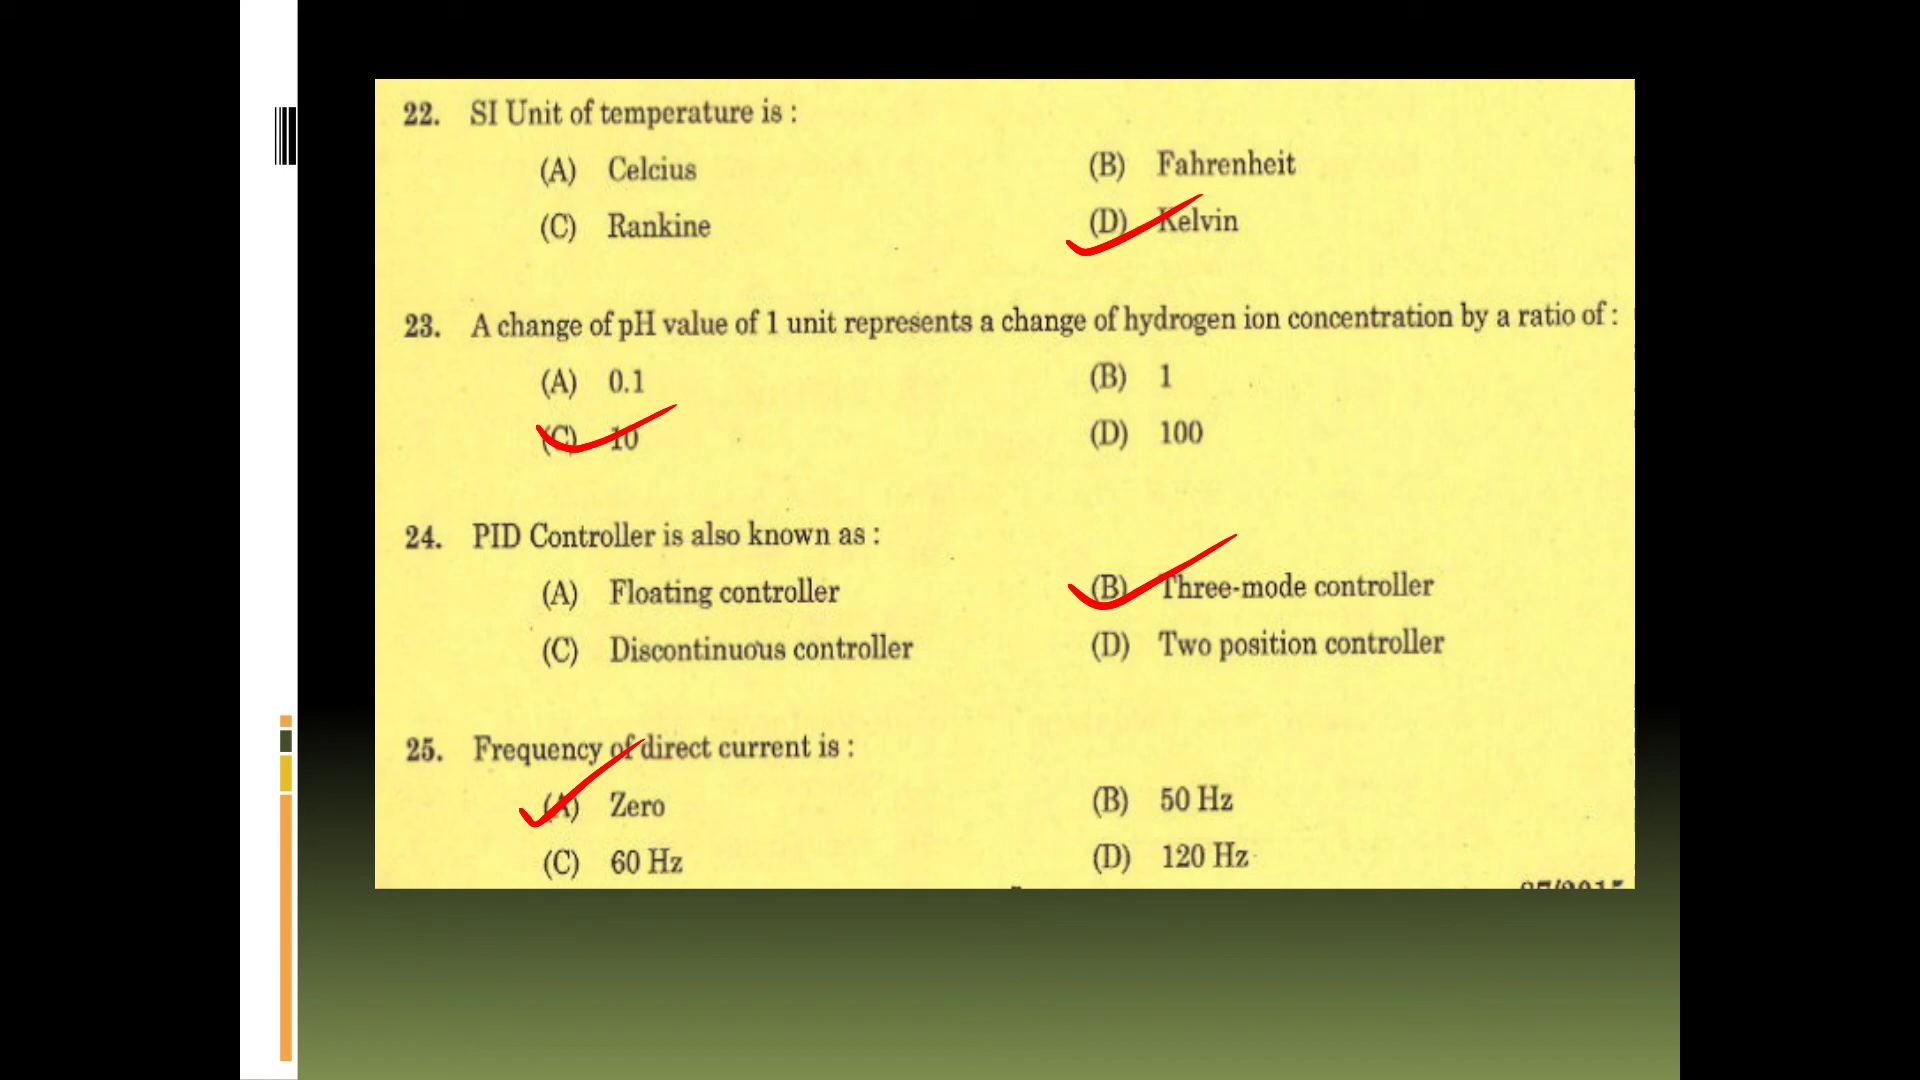 22. SI Unit of temperature is :
(A) Celcius (B) Fahrenheit
(C) Rankine (D) Kelvin
23. A change of pH value of 1 unit represents a change of hydrogen ion concentration by a ratio of :
(A) 0.1 (B) 1
(C) 10 (D) 100
24. PID Controller is also known as :
(A) Floating controller (B) Three-mode controller
(C) Discontinuous controller (D) Two position controller
25. Frequency of direct current is :
(A) Zero (B) 50 Hz
(C) 60 Hz (D) 120 Hz